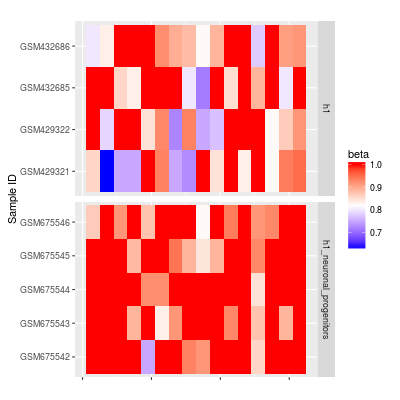 GSM432686
GSM432685
GSM429322
GSM429321
h1
GSM675546
GSM675545
GSM675544
GSM675543
GSM675542
h1_neuronal_progenitors
Sample ID
beta
1.0
0.9
0.8
0.7